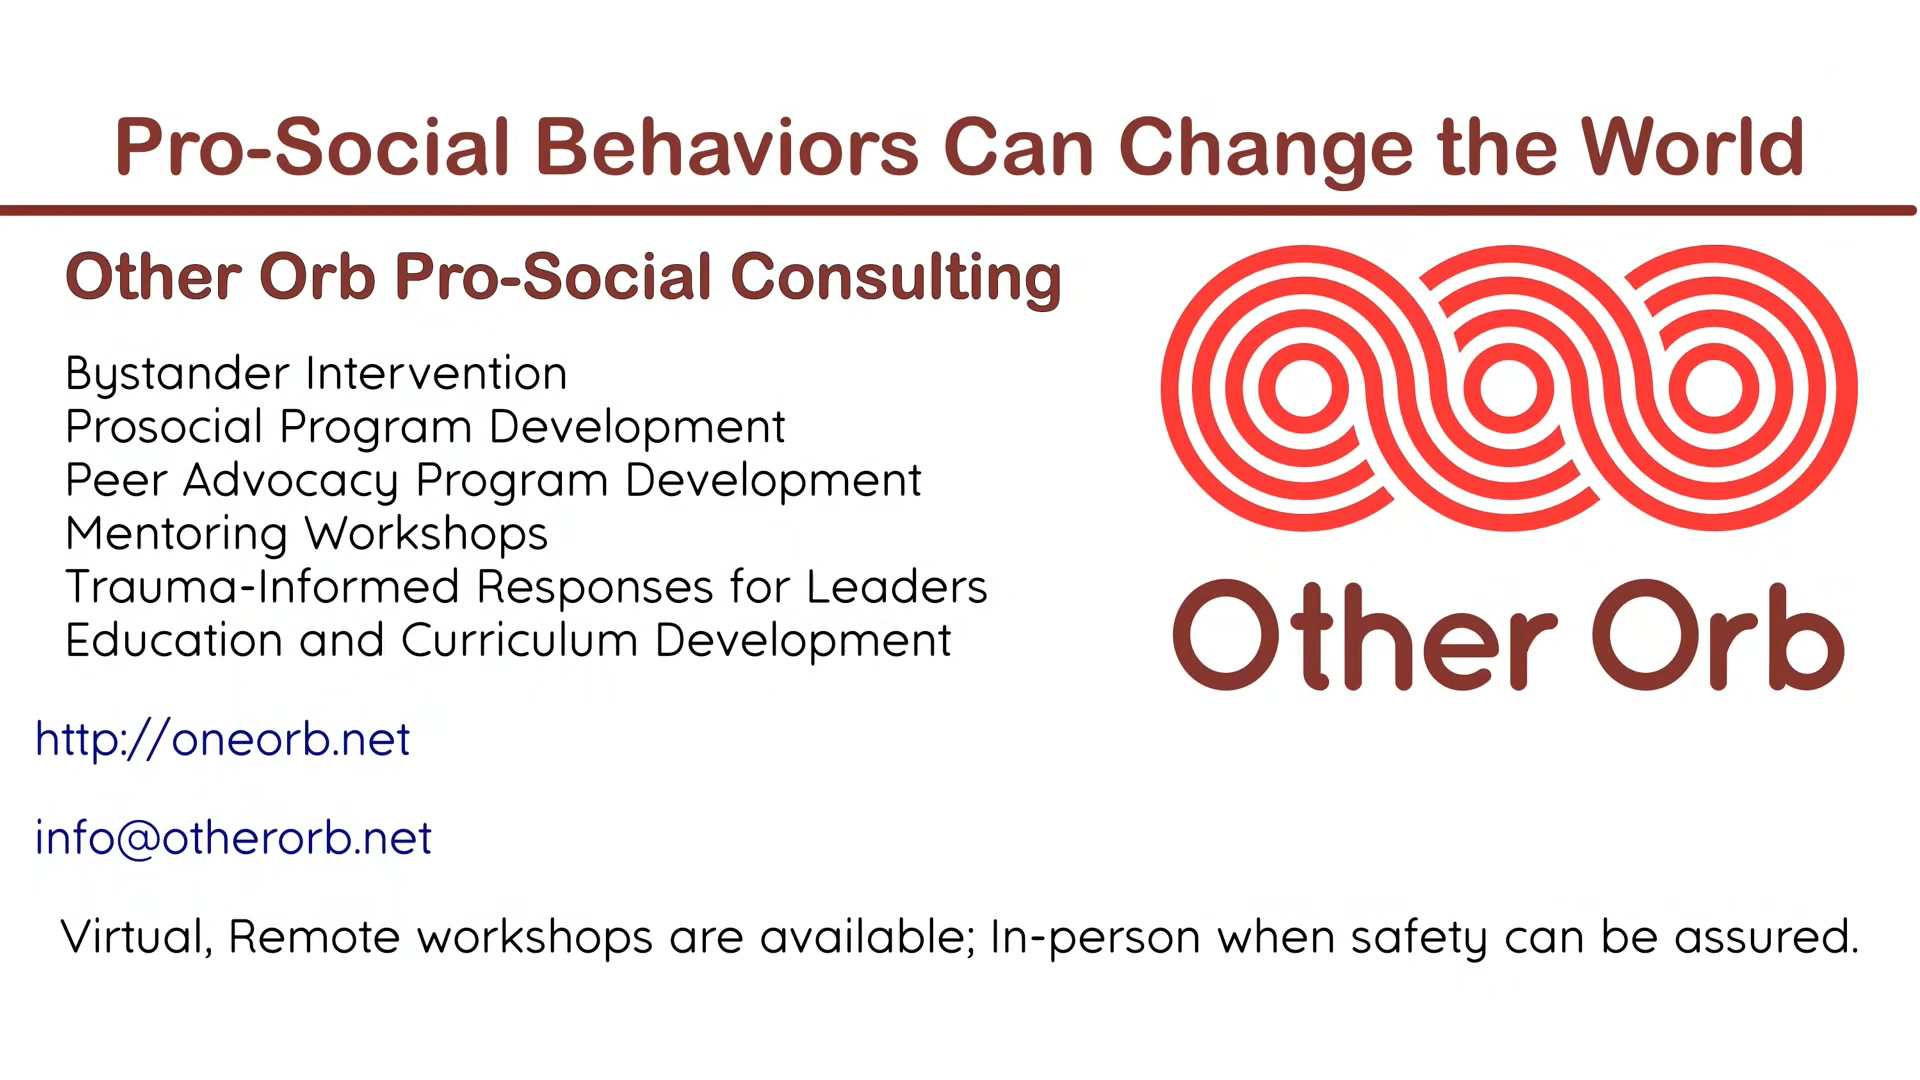 Pro-Social Behaviors Can Change the World
Other Orb Pro-Social Consulting
Bystander Intervention
Prosocial Program Development
Peer Advocacy Program Development
Mentoring Workshops
Trauma-Informed Responses for Leaders
Education and Curriculum Development
Other Orb
http://oneorb.net
info@otherorb.net
Virtual, Remote workshops are available; In-person when safety can be assured.